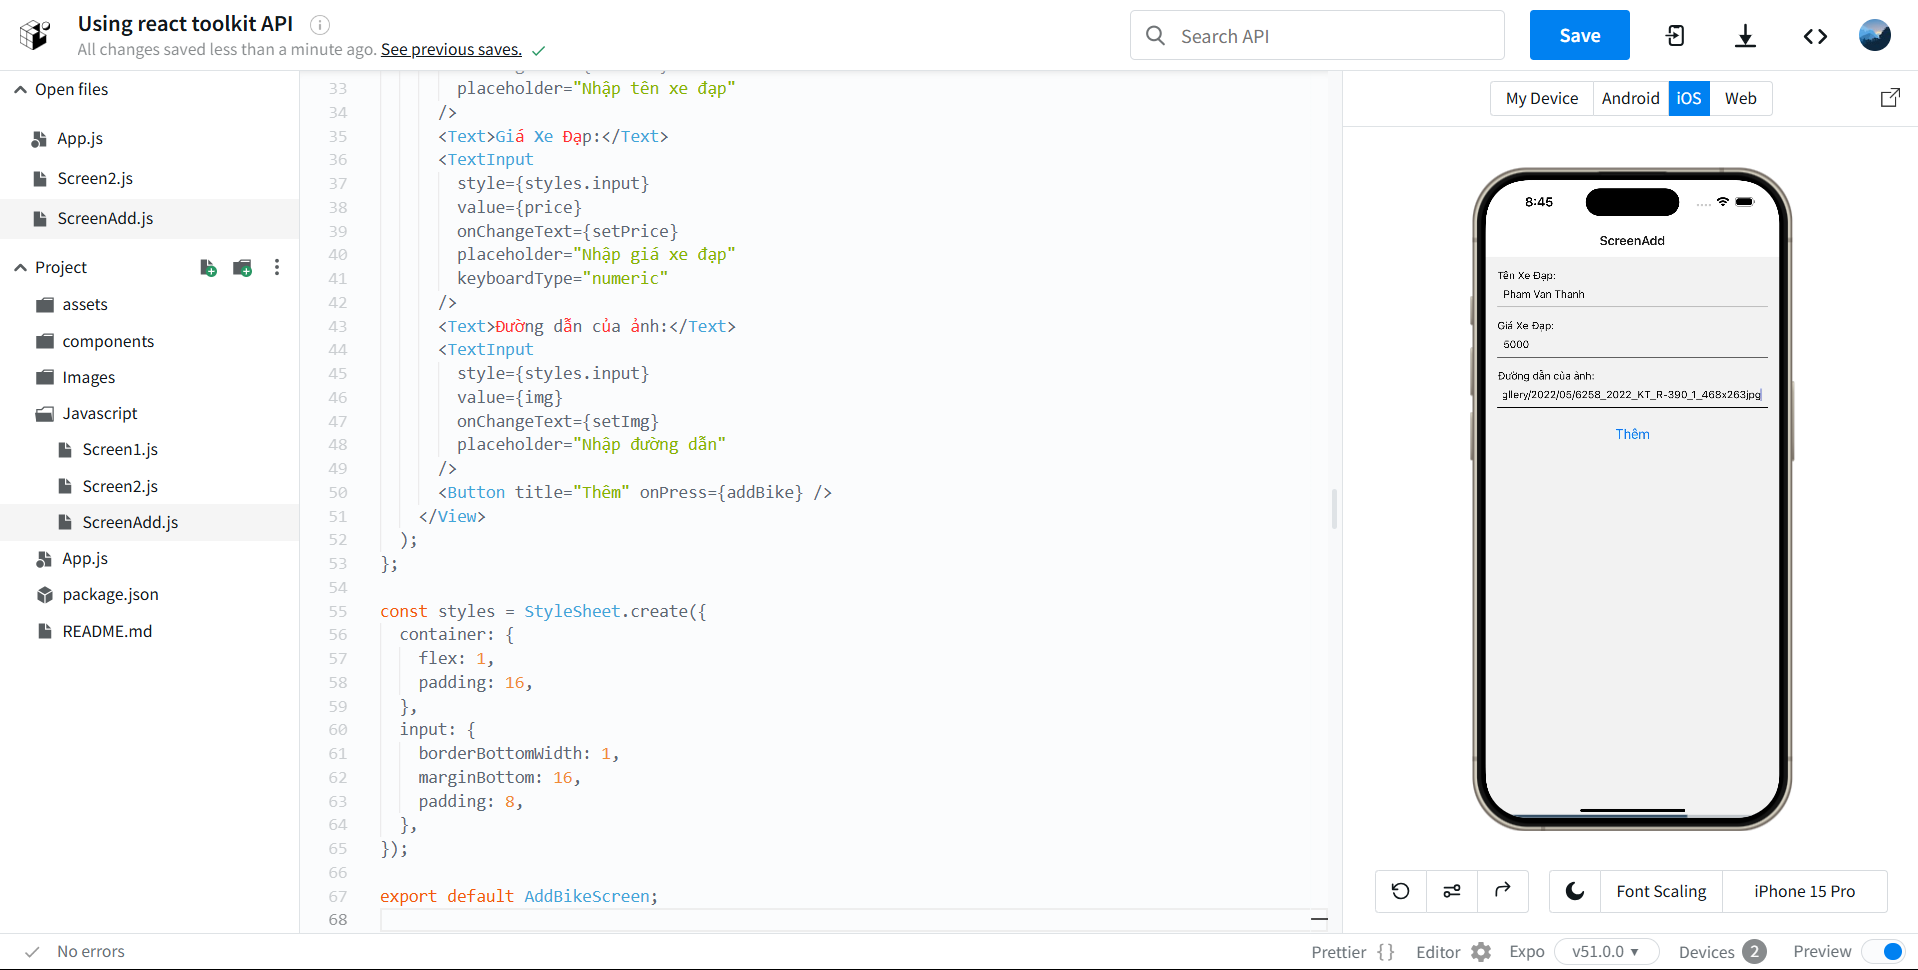 Using react toolkit API
All changes saved less than a minute ago. See previous saves.
Search API
Save
Open files
App.js
Screen2.js
ScreenAdd.js
Project
assets
components
Images
Javascript
Screen1.js
Screen2.js
ScreenAdd.js
App.js
package.json
README.md
33 placeholder="Nhập tên xe đạp"
34 />
35 <Text>Giá Xe Đạp:</Text>
36 <TextInput
37 style={styles.input}
38 value={price}
39 onChangeText={setPrice}
40 placeholder="Nhập giá xe đạp"
41 keyboardType="numeric"
42 />
43 <Text>Đường dẫn của ảnh:</Text>
44 <TextInput
45 style={styles.input}
46 value={img}
47 onChangeText={setImg}
48 placeholder="Nhập đường dẫn"
49 />
50 <Button title="Thêm" onPress={addBike} />
51 </View>
52 );
53 };
54
55 const styles = StyleSheet.create({
56 container: {
57 flex: 1,
58 padding: 16,
59 },
60 input: {
61 borderBottomWidth: 1,
62 marginBottom: 16,
63 padding: 8,
64 },
65 });
66
67 export default AddBikeScreen;
68
My Device Android iOS Web
8:45
ScreenAdd
Tên Xe Đạp:
Pham Van Thanh
Giá Xe Đạp:
5000
Đường dẫn của ảnh:
gllery/2022/05/6258_2022_KT_R-390_1_468x263jpg
Thêm
Font Scaling
iPhone 15 Pro
No errors
Prettier {} Editor Expo v51.0.0 Devices 2 Preview